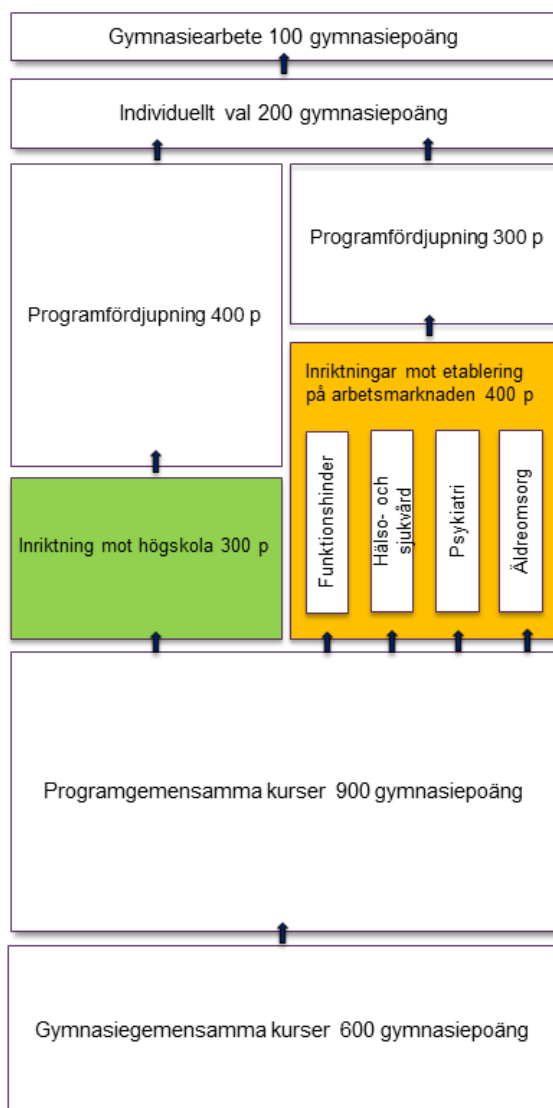 Gymnasiearbete 100 gymnasiepoäng
Individuellt val 200 gymnasiepoäng
Programfördjupning 400 p
Programfördjupning 300 p
Inriktning mot högskola 300 p
Inriktningar mot etablering
på arbetsmarknaden 400 p
Funktionshinder
Hälso- och
sjukvård
Psykiatri
Äldreomsorg
Programgemensamma kurser 900 gymnasiepoäng
Gymnasiegemensamma kurser 600 gymnasiepoäng